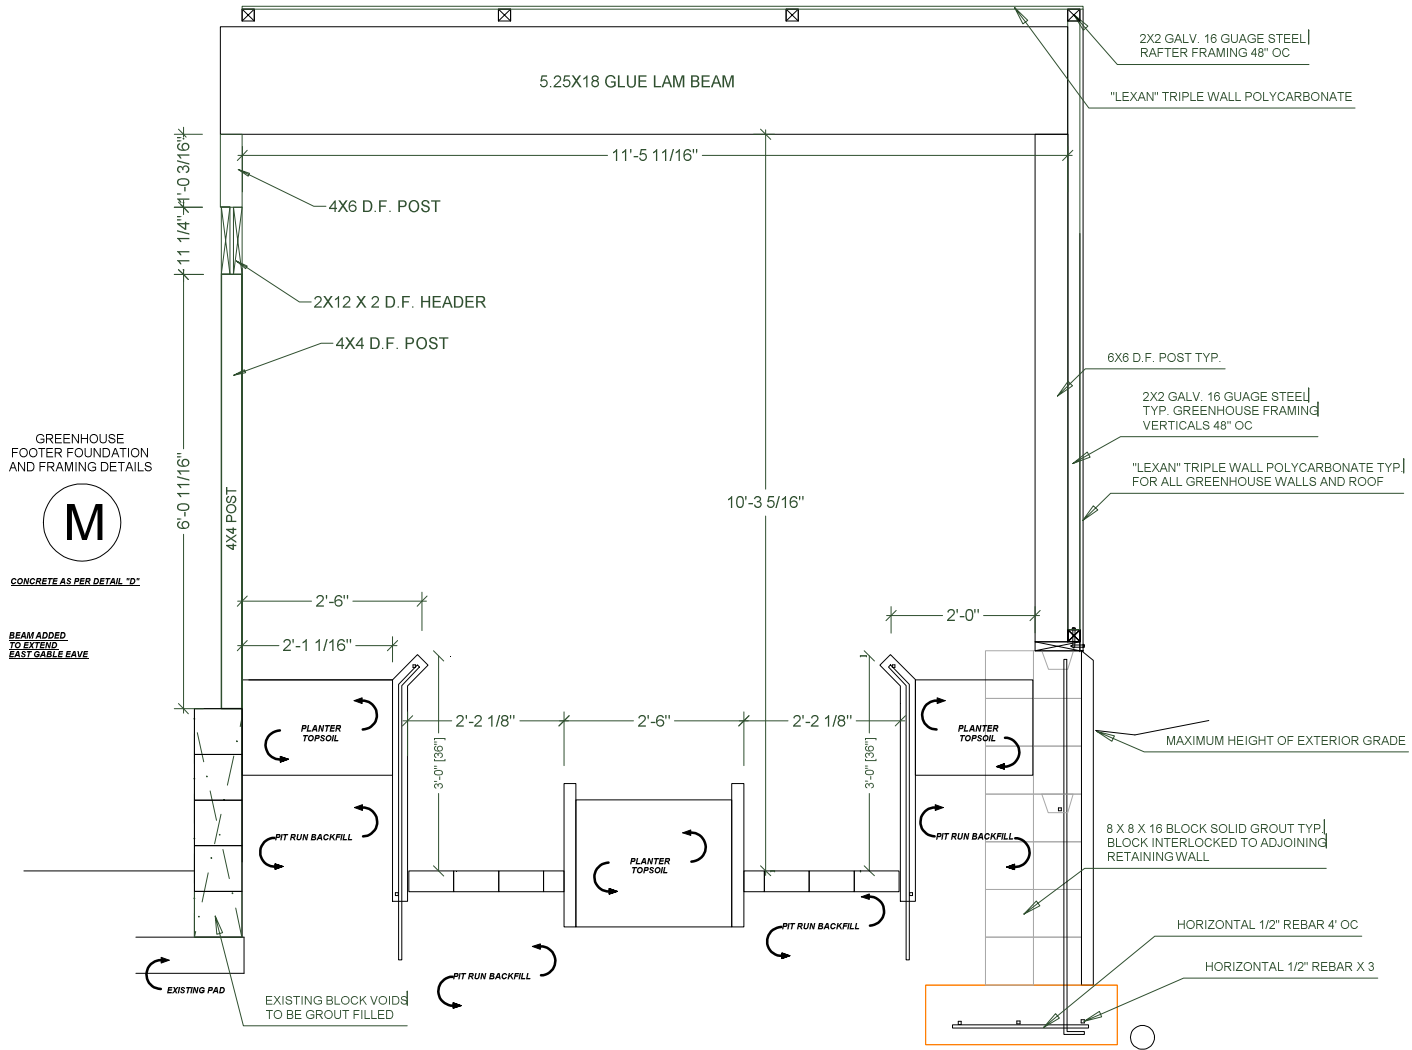 2X2 GALV. 16 GUAGE STEEL
RAFTER FRAMING 48" OC
5.25X18 GLUE LAM BEAM
"LEXAN" TRIPLE WALL POLYCARBONATE
1'-0 3/16"
11'-5 11/16"
4X6 D.F. POST
11 1/4"
2X12 X 2 D.F. HEADER
4X4 D.F. POST
6X6 D.F. POST TYP.
2X2 GALV. 16 GUAGE STEEL
TYP. GREENHOUSE FRAMING
VERTICALS 48" OC
GREENHOUSE
FOOTER FOUNDATION
AND FRAMING DETAILS
M
CONCRETE AS PER DETAIL "D"
BEAM ADDED
TO EXTEND
EAST GABLE EAVE
6'-0 11/16"
4X4 POST
10'-3 5/16"
"LEXAN" TRIPLE WALL POLYCARBONATE TYP.
FOR ALL GREENHOUSE WALLS AND ROOF
2'-6"
2'-0"
2'-1 1/16"
PLANTER
TOPSOIL
2'-2 1/8"
2'-6"
2'-2 1/8"
PLANTER
TOPSOIL
3'-0" [36"]
3'-0" [36"]
MAXIMUM HEIGHT OF EXTERIOR GRADE
PIT RUN BACKFILL
PIT RUN BACKFILL
8 X 8 X 16 BLOCK SOLID GROUT TYP.
BLOCK INTERLOCKED TO ADJOINING
RETAINING WALL
PLANTER
TOPSOIL
PIT RUN BACKFILL
HORIZONTAL 1/2" REBAR 4' OC
PIT RUN BACKFILL
HORIZONTAL 1/2" REBAR X 3
EXISTING PAD
EXISTING BLOCK VOIDS
TO BE GROUT FILLED